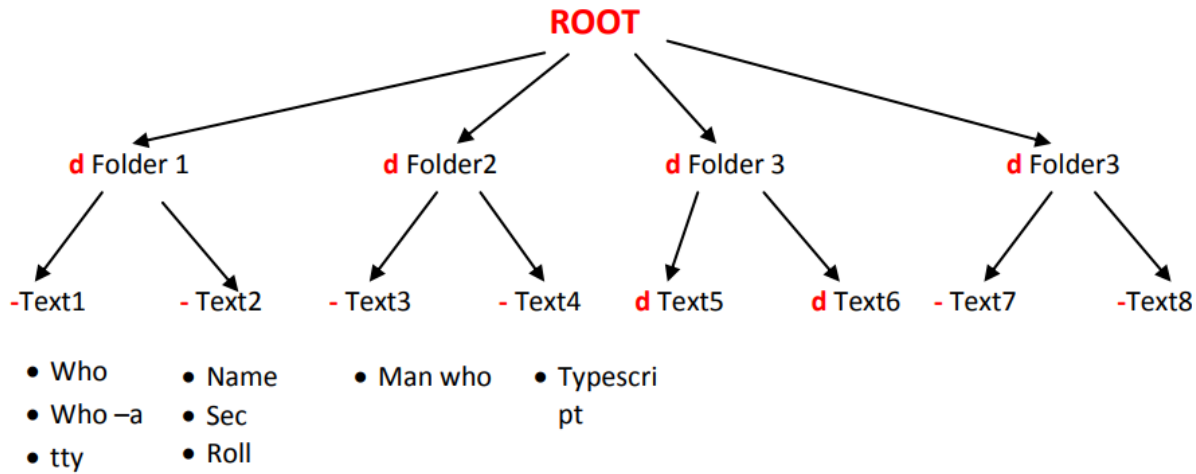 ROOT
d Folder 1
d Folder2
d Folder 3
d Folder3
-Text1
- Text2
- Text3
- Text4
d Text5
d Text6
- Text7
-Text8
• Who
• Who –a
• tty
• Name
• Sec
• Roll
• Man who
• Typescri
pt